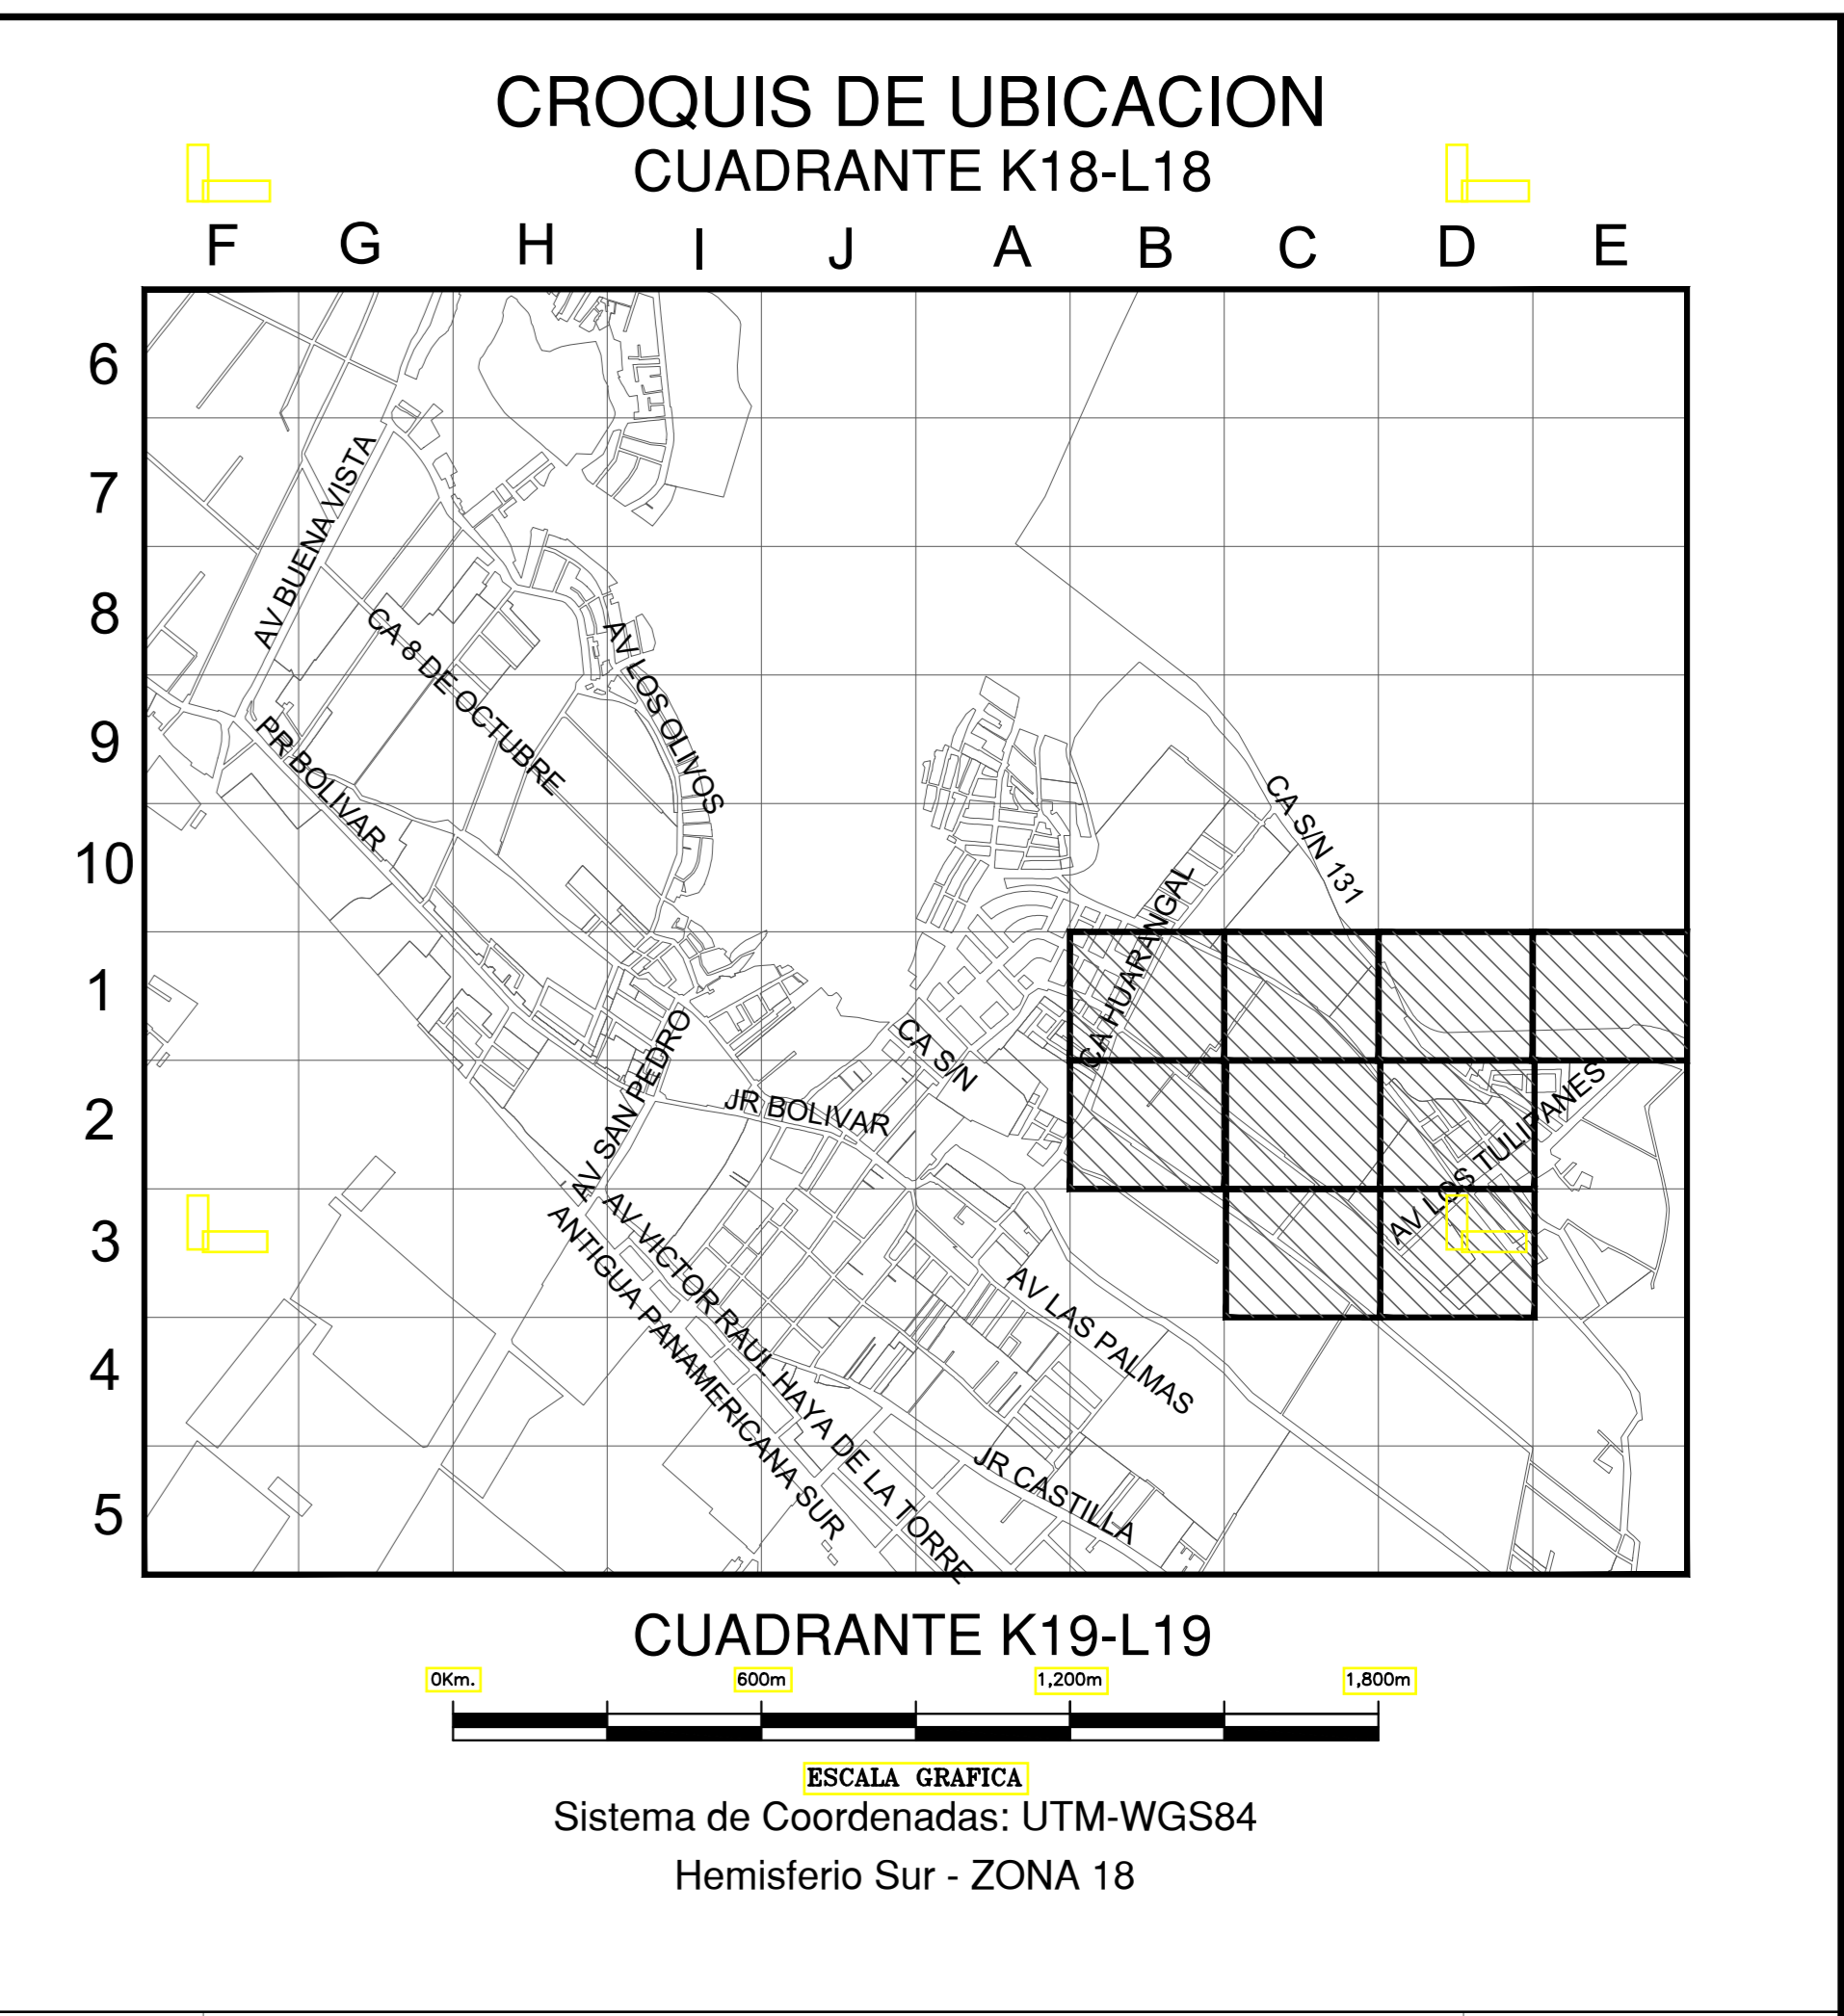 CROQUIS DE UBICACION
CUADRANTE K18-L18
F G H I J A B C D E
6
7
8
9
10
1
2
3
4
5
AV BUENA VISTA
CA 8 DE OCTUBRE
AV LOS OLIVOS
PR BOLIVAR
CA S/N 131
CA HUARANGAL
CA S/N
AV SAN PEDRO
JR BOLIVAR
AV LOS TULIPANES
AV VICTOR RAUL HAYA DE LA TORRE
ANTIGUA PANAMERICANA SUR
AV LAS PALMAS
JR CASTILLA
CUADRANTE K19-L19
0Km. 600m 1,200m 1,800m
ESCALA GRAFICA
Sistema de Coordenadas: UTM-WGS84
Hemisferio Sur - ZONA 18